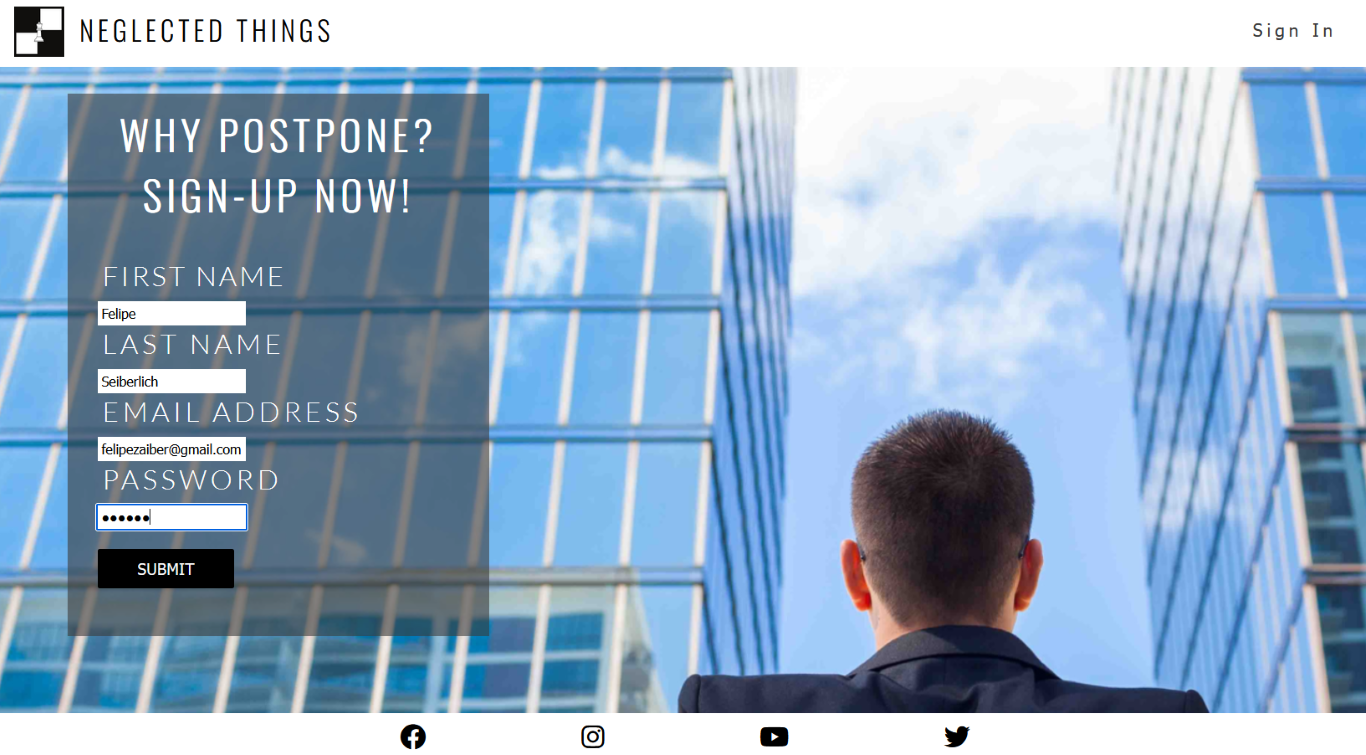 NEGLECTED THINGS
Sign In
WHY POSTPONE?
SIGN-UP NOW!
FIRST NAME
Felipe
LAST NAME
Seiberlich
EMAIL ADDRESS
felipezaiber@gmail.com
PASSWORD
••••••
SUBMIT